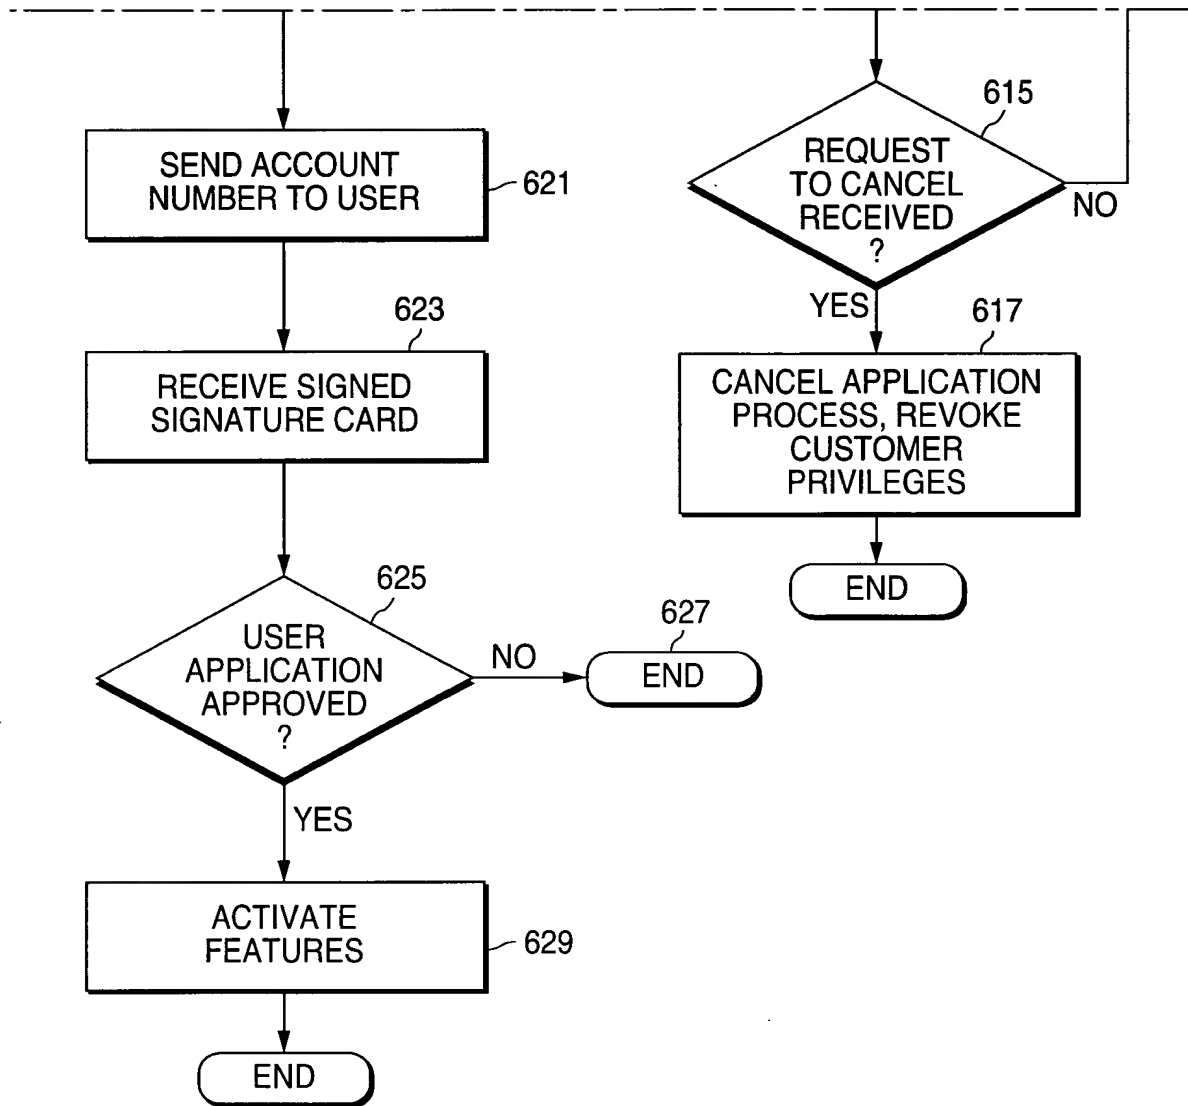 SEND ACCOUNT
NUMBER TO USER
621
623
RECEIVE SIGNED
SIGNATURE CARD
625
USER
APPLICATION
APPROVED
?
NO
627
END
YES
ACTIVATE
FEATURES
629
END
615
REQUEST
TO CANCEL
RECEIVED
?
NO
YES
617
CANCEL APPLICATION
PROCESS, REVOKE
CUSTOMER
PRIVILEGES
END